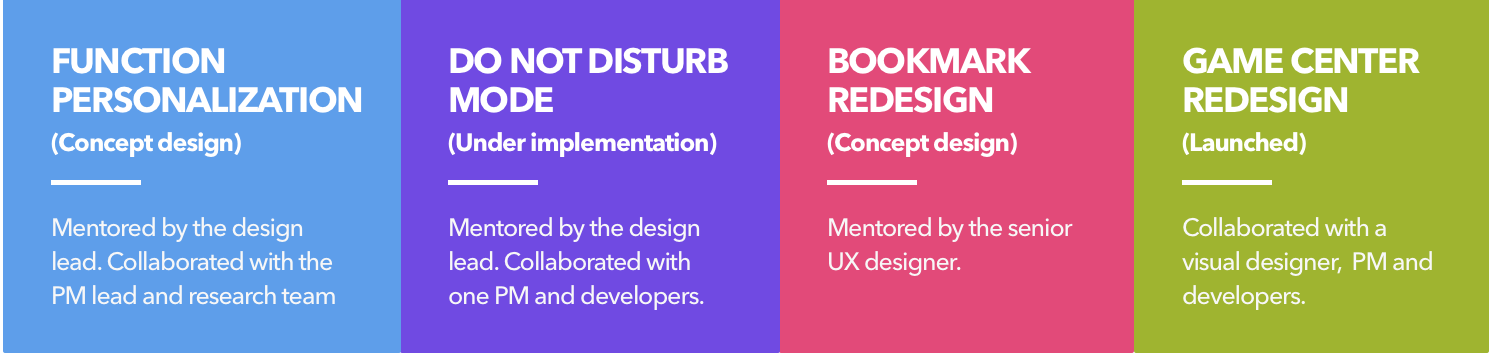 FUNCTION
PERSONALIZATION
(Concept design)
Mentored by the design
lead. Collaborated with the
PM lead and research team
DO NOT DISTURB
MODE
(Under implementation)
Mentored by the design
lead. Collaborated with
one PM and developers.
BOOKMARK
REDESIGN
(Concept design)
Mentored by the senior
UX designer.
GAME CENTER
REDESIGN
(Launched)
Collaborated with a
visual designer,  PM and
developers.